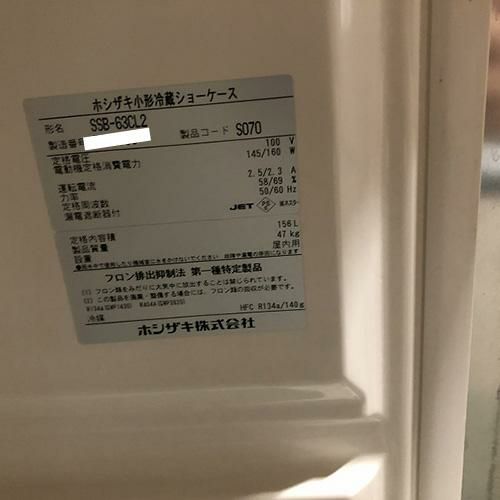 ホシザキ小形冷蔵ショーケース
形名 SSB-63CL2
製造番号 製品コード S070
定格電圧 100 V
電動機定格消費電力 145/160 W
運転電流 2.5/2.3 A
力率 58/69 %
定格周波数 50/60 Hz
漏電遮断器付 JET PSE
定格内容積 156L
製品質量 47 kg
設置 屋内用
フロン排出抑制法 第一種特定製品
(1) フロン類をみだりに大気中に放出することは禁じられています。
(2) この製品を廃棄・整備する場合には、フロン類の回収が必要です。
冷媒 HFC R134a/140g
ホシザキ株式会社